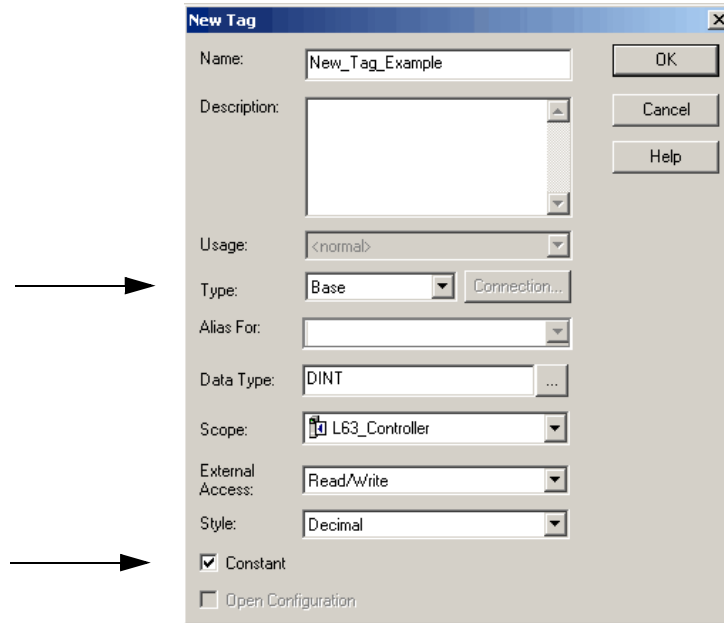 New Tag
Name: New_Tag_Example OK
Description: Cancel
Help
Usage: <normal>
Type: Base Connection...
Alias For:
Data Type: DINT ...
Scope: L63_Controller
External Access: Read/Write
Style: Decimal
Constant
Open Configuration